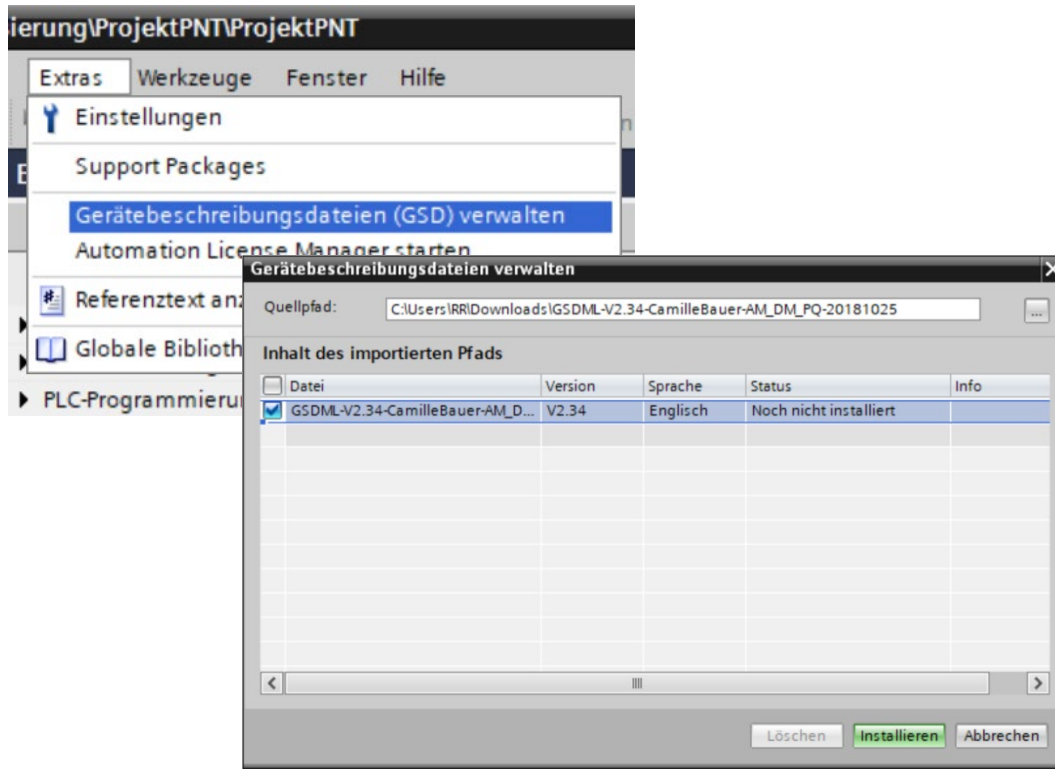 ierung\ProjektPNT\ProjektPNT
Extras Werkzeuge Fenster Hilfe
Einstellungen
Support Packages
Gerätebeschreibungsdateien (GSD) verwalten
Automation License Manager starten
Referenztext anz
Globale Biblioth
PLC-Programmieru
Gerätebeschreibungsdateien verwalten
Quellpfad: C:\Users\RR\Downloads\GSDML-V2.34-CamilleBauer-AM_DM_PQ-20181025 ...
Inhalt des importierten Pfads
Datei Version Sprache Status Info
GSDML-V2.34-CamilleBauer-AM_D... V2.34 Englisch Noch nicht installiert
Löschen Installieren Abbrechen